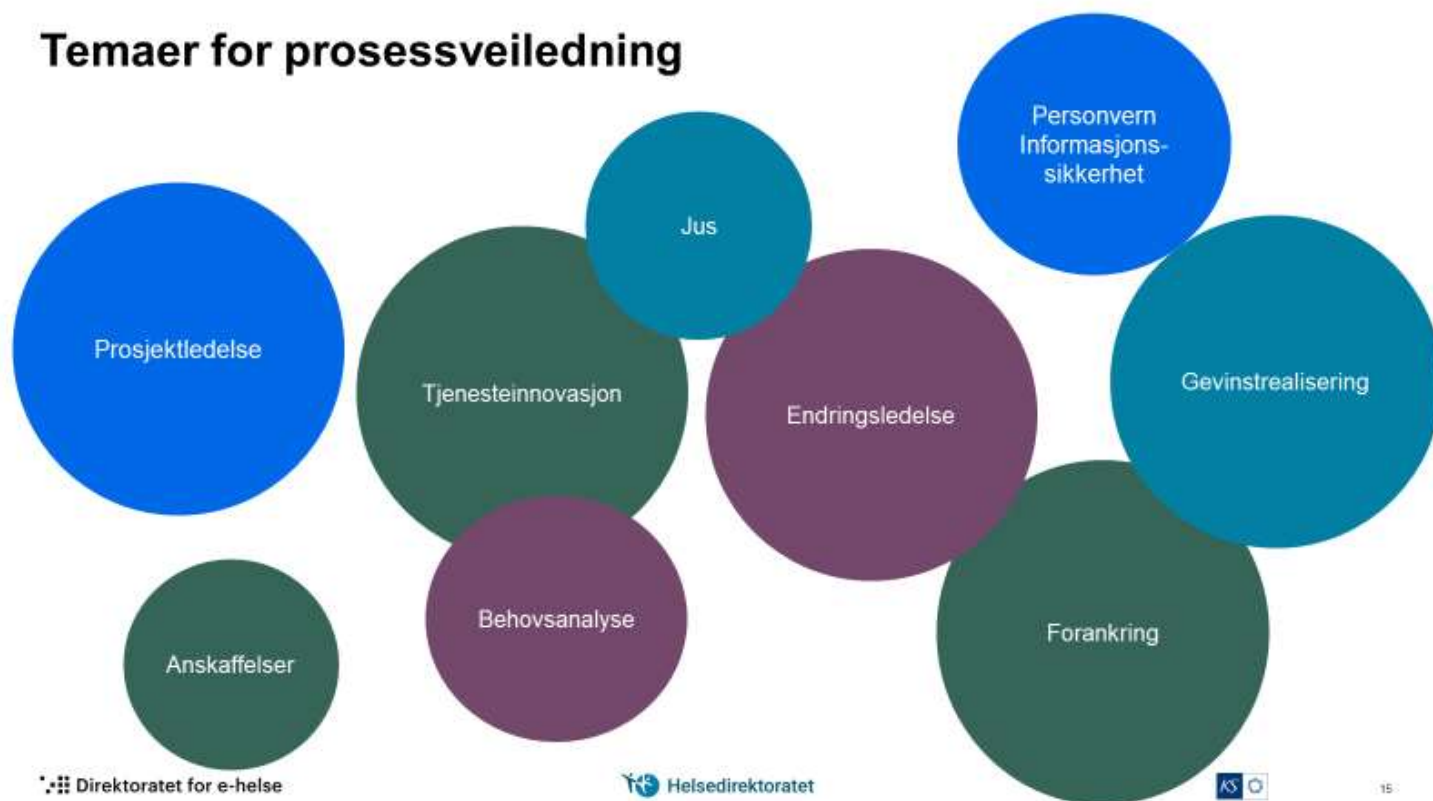 Temaer for prosessveiledning
Personvern
Informasjons-
sikkerhet
Jus
Prosjektledelse
Tjenesteinnovasjon
Endringsledelse
Gevinstrealisering
Behovsanalyse
Forankring
Anskaffelser
Direktoratet for e-helse
Helsedirektoratet
KS
15